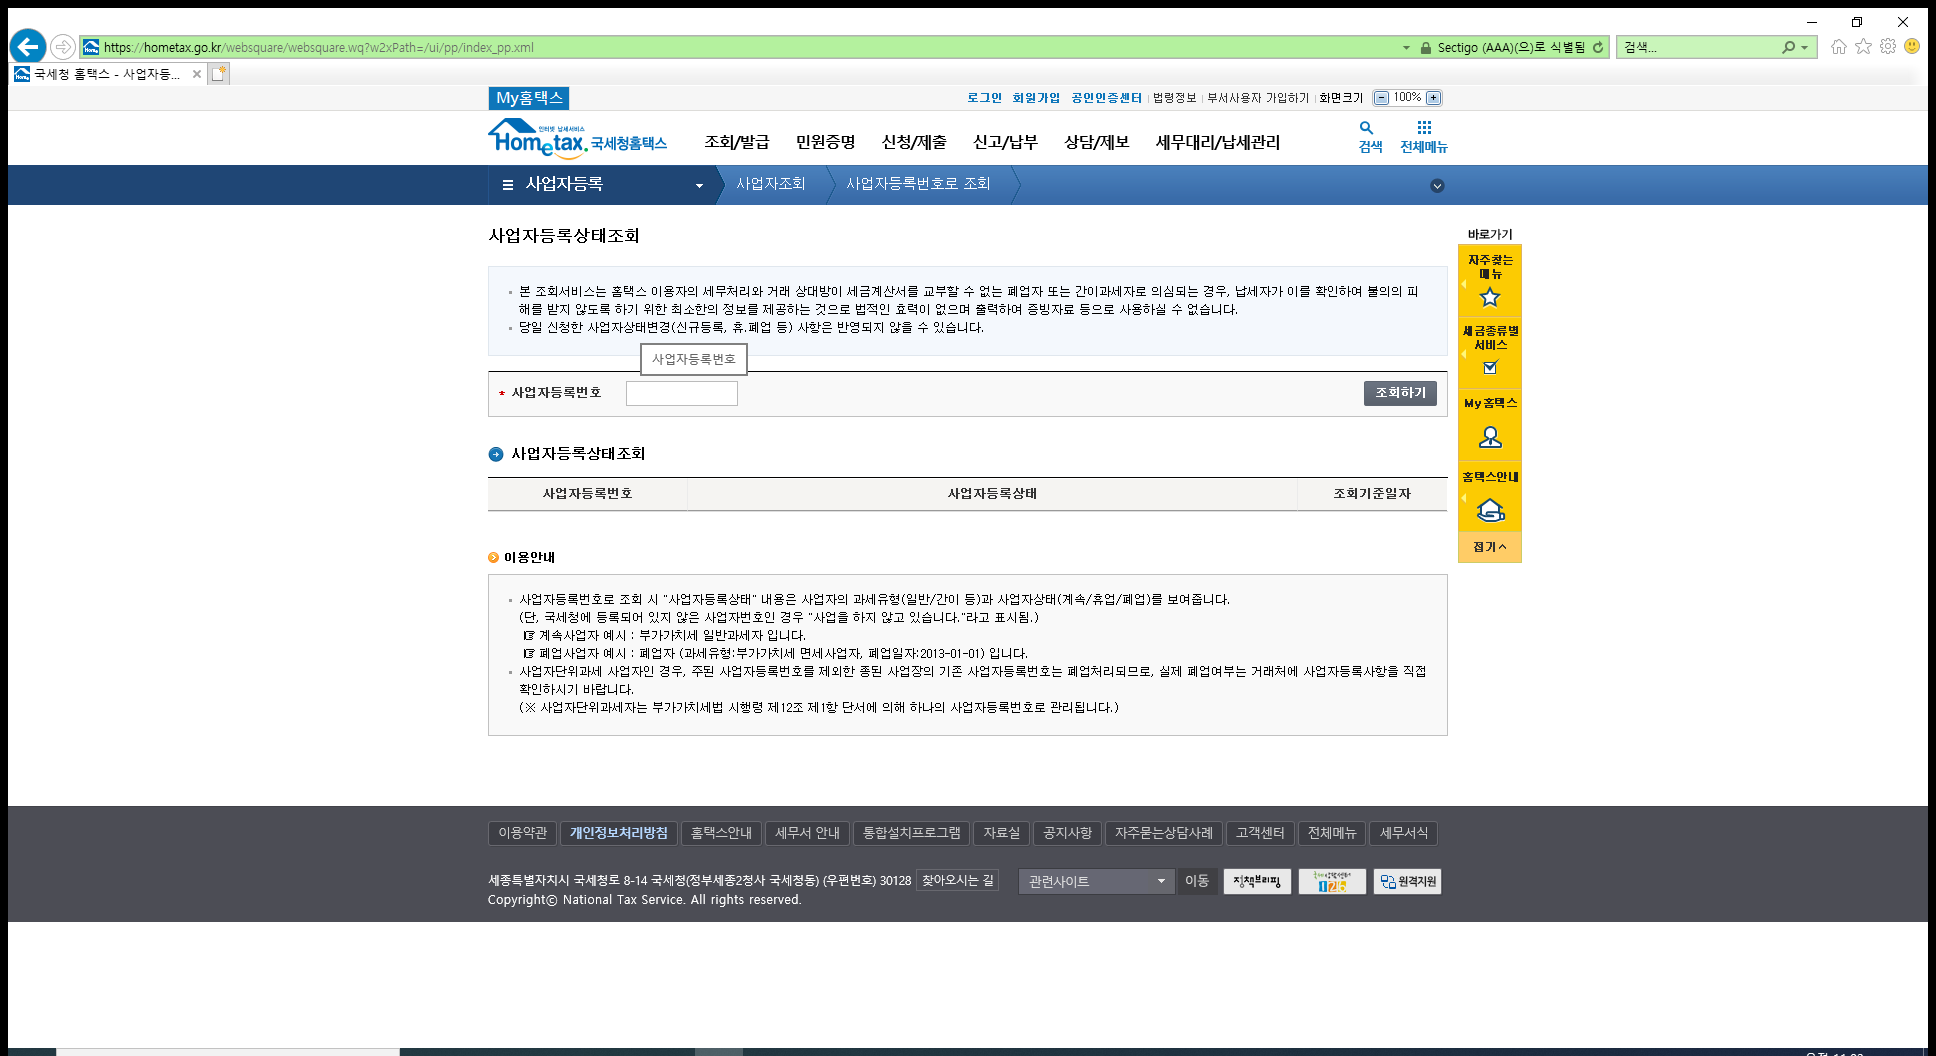 https://hometax.go.kr/websquare/websquare.wq?w2xPath=/ui/pp/index_pp.xml
Sectigo (AAA)(으)로 식별됨
검색...
국세청 홈택스 - 사업자등...
My홈택스
로그인 회원가입 공인인증센터 법령정보 부서사용자 가입하기 화면크기 100%
인터넷 납세서비스
Hometax. 국세청홈택스
조회/발급 민원증명 신청/제출 신고/납부 상담/제보 세무대리/납세관리
검색 전체메뉴
사업자등록 사업자조회 사업자등록번호로 조회
사업자등록상태조회
본 조회서비스는 홈택스 이용자의 세무처리와 거래 상대방이 세금계산서를 교부할 수 없는 폐업자 또는 간이과세자로 의심되는 경우, 납세자가 이를 확인하여 불의의 피
해를 받지 않도록 하기 위한 최소한의 정보를 제공하는 것으로 법적인 효력이 없으며 출력하여 증빙자료 등으로 사용하실 수 없습니다.
당일 신청한 사업자상태변경(신규등록, 휴.폐업 등) 사항은 반영되지 않을 수 있습니다.
사업자등록번호
* 사업자등록번호
조회하기
사업자등록상태조회
사업자등록번호 사업자등록상태 조회기준일자
이용안내
사업자등록번호로 조회 시 "사업자등록상태" 내용은 사업자의 과세유형(일반/간이 등)과 사업자상태(계속/휴업/폐업)를 보여줍니다.
(단, 국세청에 등록되어 있지 않은 사업자번호인 경우 "사업을 하지 않고 있습니다."라고 표시됨.)
☞ 계속사업자 예시 : 부가가치세 일반과세자 입니다.
☞ 폐업사업자 예시 : 폐업자 (과세유형:부가가치세 면세사업자, 폐업일자:2013-01-01) 입니다.
사업자단위과세 사업자인 경우, 주된 사업자등록번호를 제외한 종된 사업장의 기존 사업자등록번호는 폐업처리되므로, 실제 폐업여부는 거래처에 사업자등록사항을 직접
확인하시기 바랍니다.
(※ 사업자단위과세자는 부가가치세법 시행령 제12조 제1항 단서에 의해 하나의 사업자등록번호로 관리됩니다.)
바로가기
자주찾는
메뉴
세금종류별
서비스
My홈택스
홈택스안내
접기
이용약관 개인정보처리방침 홈택스안내 세무서 안내 통합설치프로그램 자료실 공지사항 자주묻는상담사례 고객센터 전체메뉴 세무서식
세종특별자치시 국세청로 8-14 국세청(정부세종2청사 국세청동) (우편번호) 30128 찾아오시는 길
관련사이트 이동 정책브리핑 126 원격지원
Copyrightⓒ National Tax Service. All rights reserved.